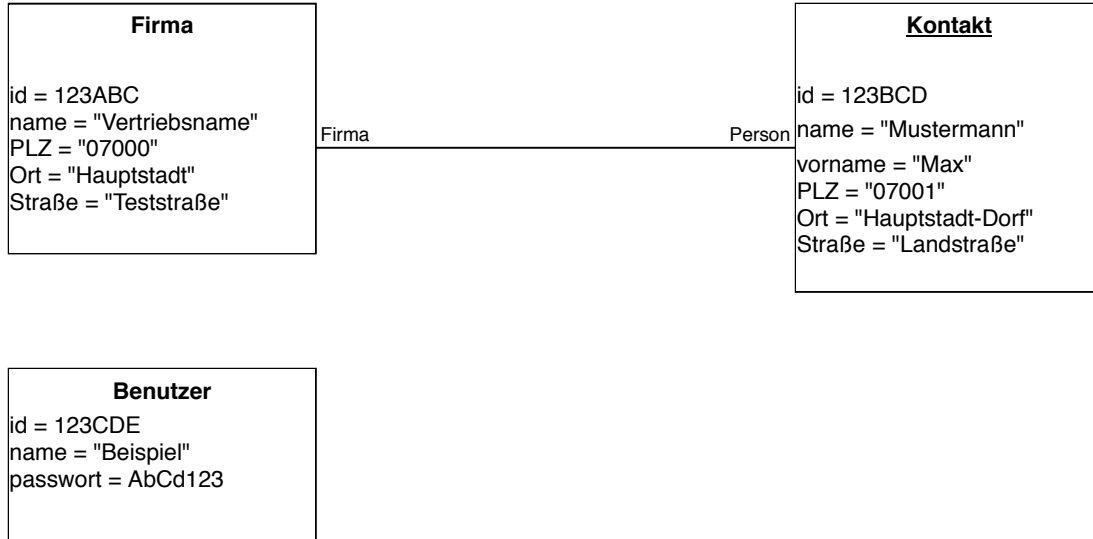 Firma
id = 123ABC
name = "Vertriebsname"
PLZ = "07000"
Ort = "Hauptstadt"
Straße = "Teststraße"
Firma
Person
Kontakt
id = 123BCD
name = "Mustermann"
vorname = "Max"
PLZ = "07001"
Ort = "Hauptstadt-Dorf"
Straße = "Landstraße"
Benutzer
id = 123CDE
name = "Beispiel"
passwort = AbCd123